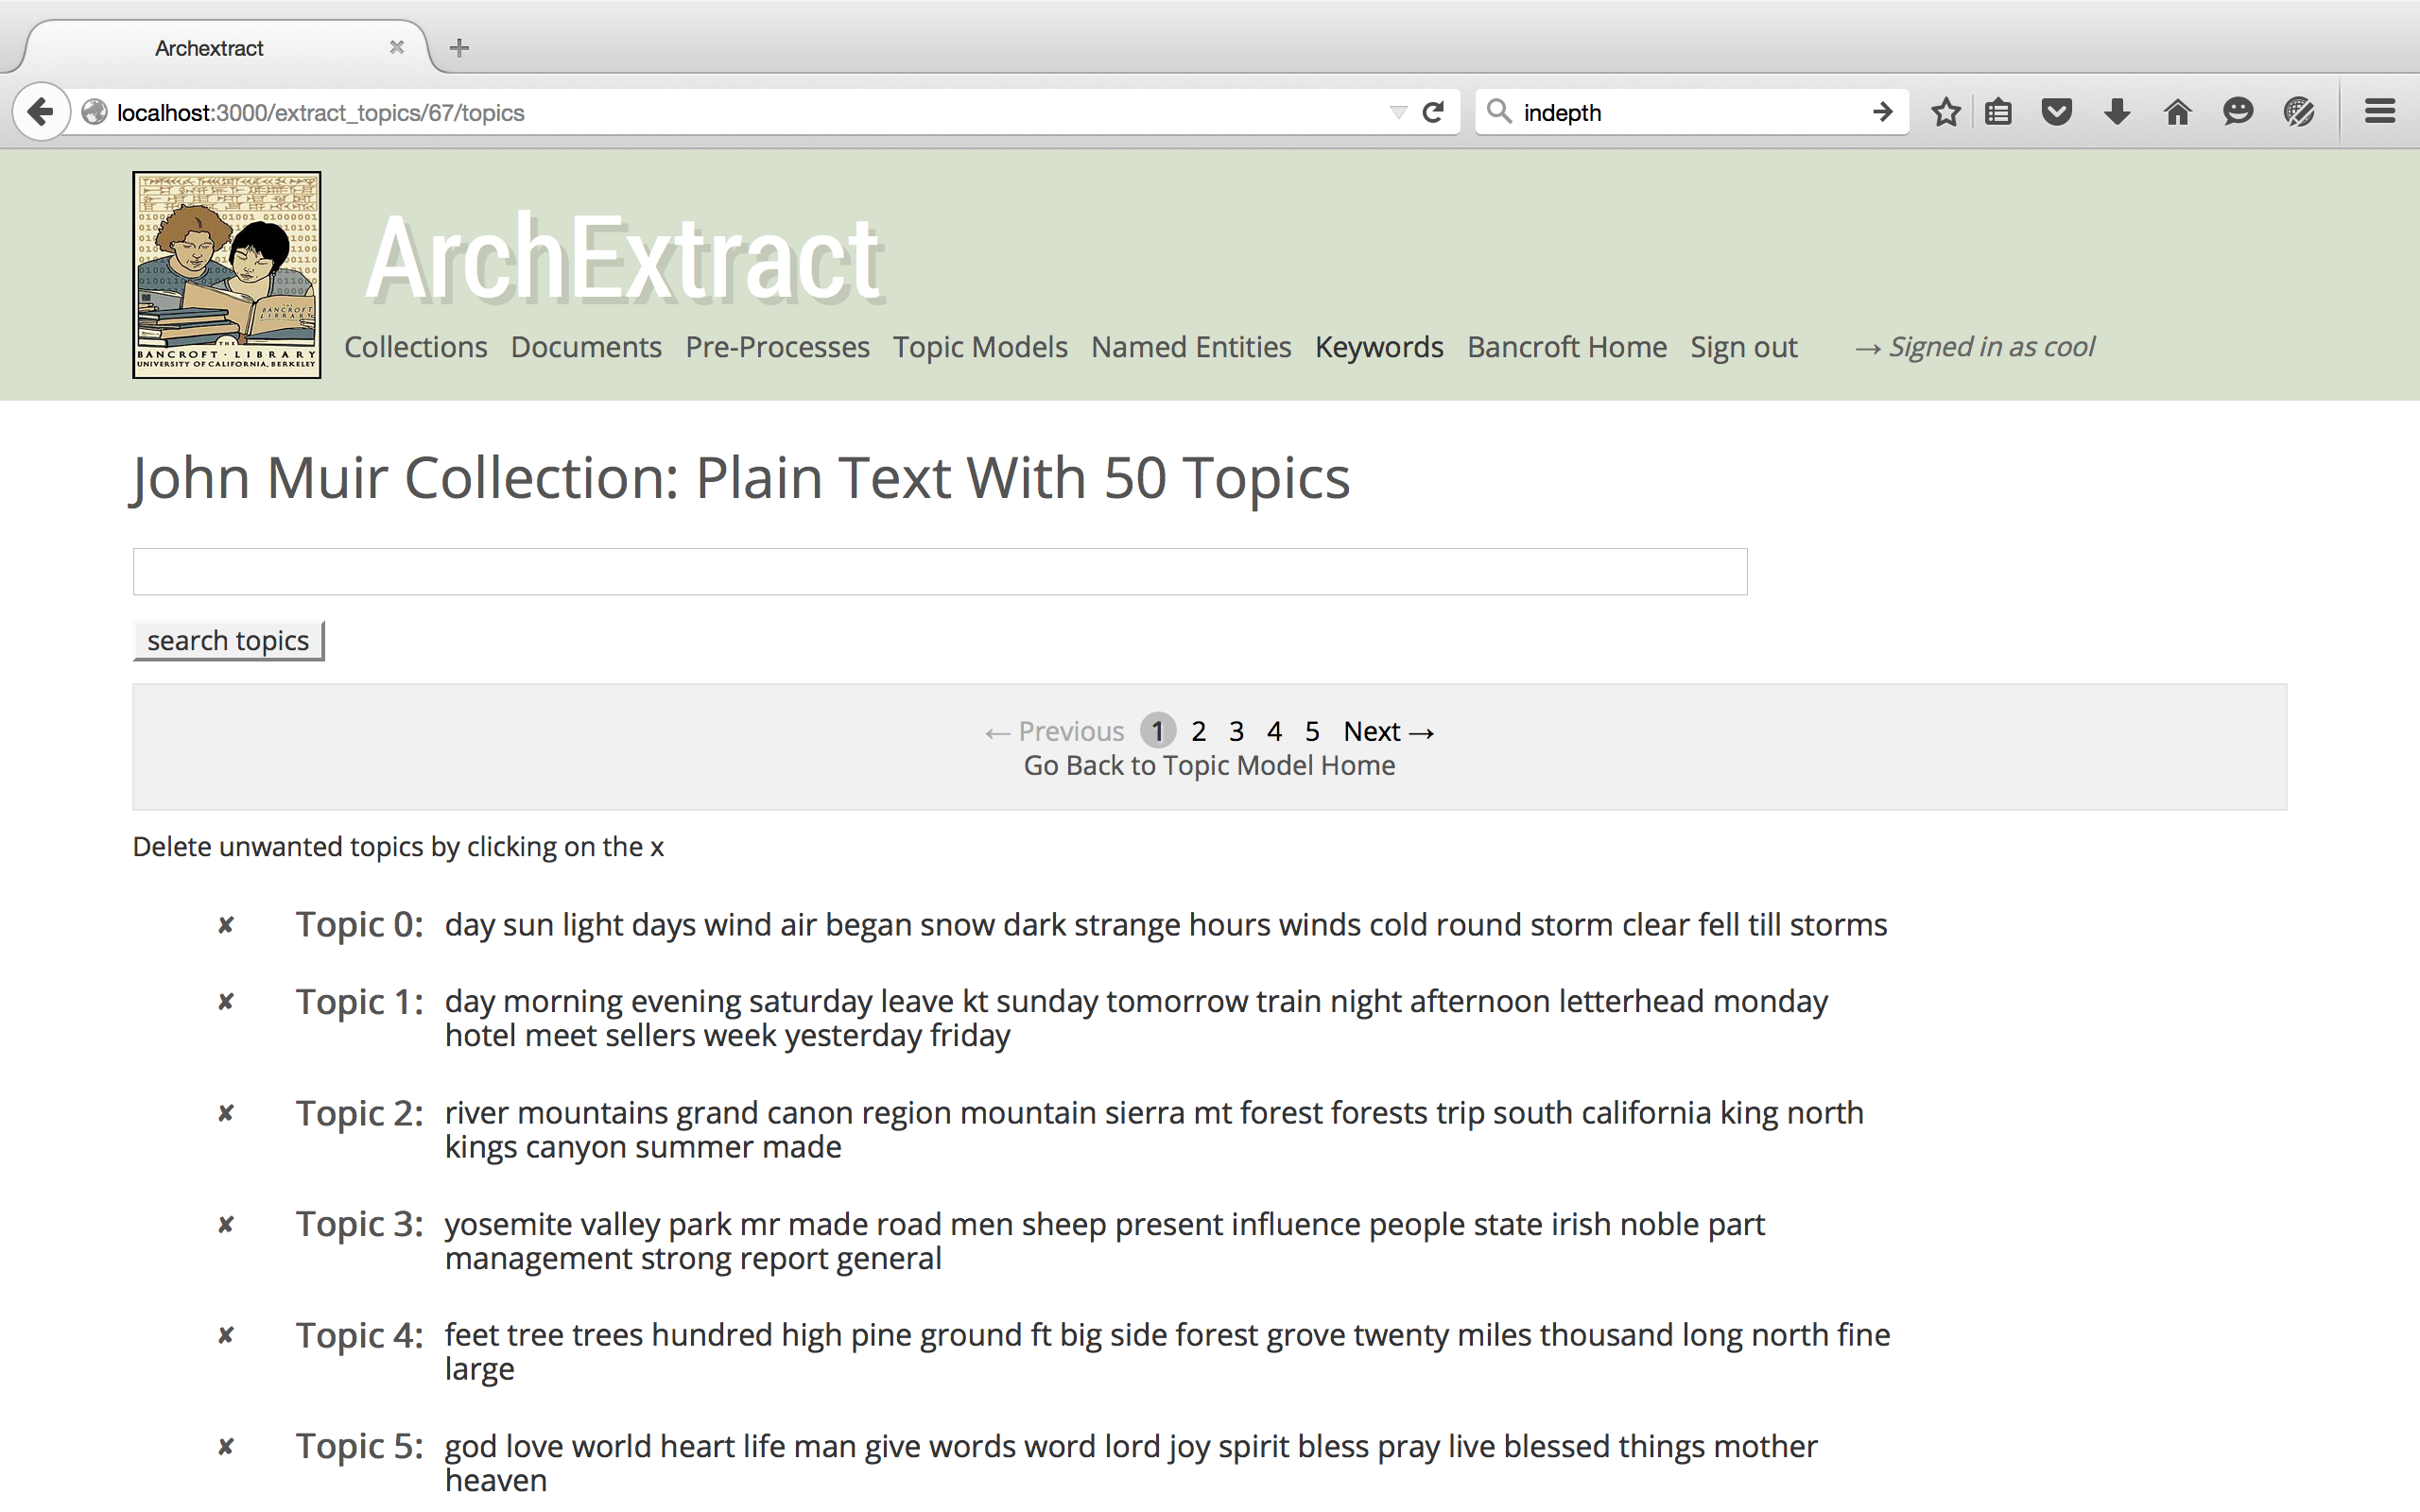 Archextract
localhost:3000/extract_topics/67/topics
indepth
THE
BANCROFT
LIBRARY
THE
BANCROFT · LIBRARY
UNIVERSITY OF CALIFORNIA, BERKELEY
ArchExtract
Collections Documents Pre-Processes Topic Models Named Entities Keywords Bancroft Home Sign out → Signed in as cool
John Muir Collection: Plain Text With 50 Topics
search topics
← Previous 1 2 3 4 5 Next →
Go Back to Topic Model Home
Delete unwanted topics by clicking on the x
✘ Topic 0: day sun light days wind air began snow dark strange hours winds cold round storm clear fell till storms
✘ Topic 1: day morning evening saturday leave kt sunday tomorrow train night afternoon letterhead monday
hotel meet sellers week yesterday friday
✘ Topic 2: river mountains grand canon region mountain sierra mt forest forests trip south california king north
kings canyon summer made
✘ Topic 3: yosemite valley park mr made road men sheep present influence people state irish noble part
management strong report general
✘ Topic 4: feet tree trees hundred high pine ground ft big side forest grove twenty miles thousand long north fine
large
✘ Topic 5: god love world heart life man give words word lord joy spirit bless pray live blessed things mother
heaven